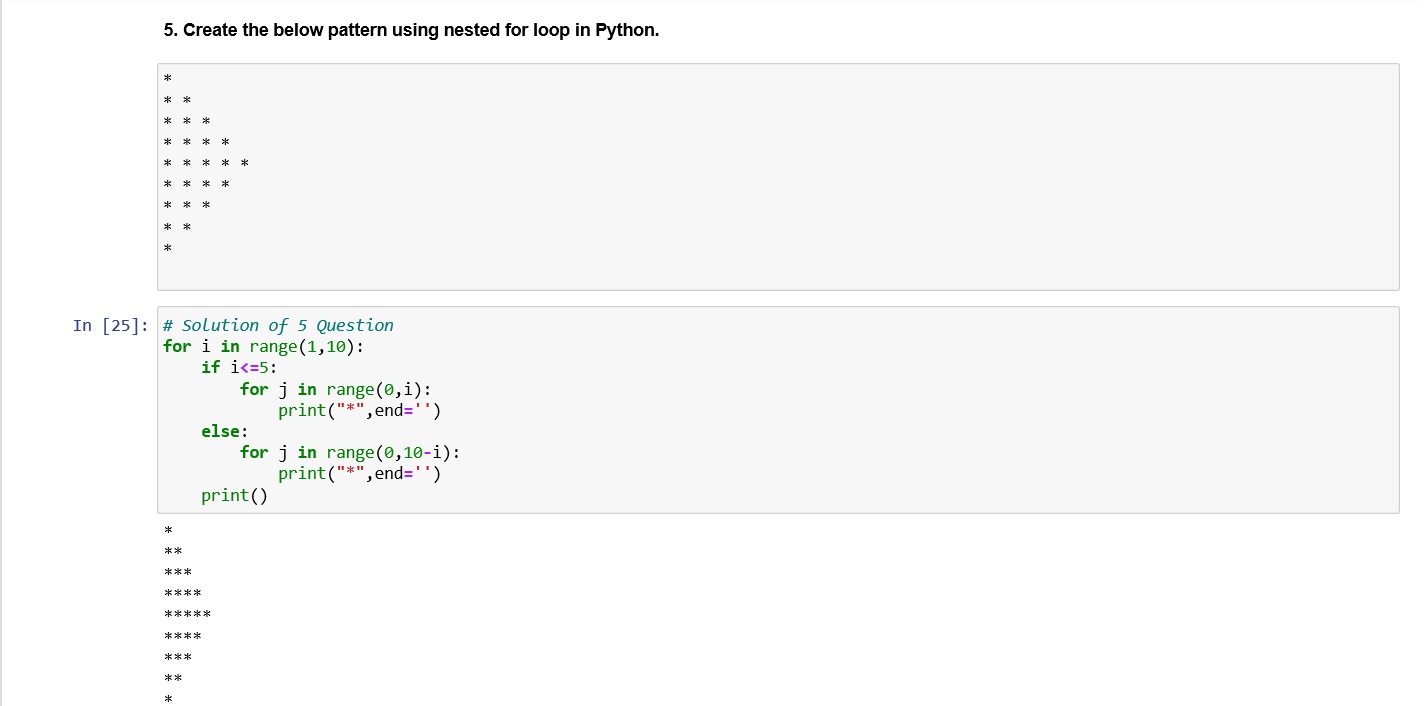 5. Create the below pattern using nested for loop in Python.
*
* *
* * *
* * * *
* * * * *
* * * *
* * *
* *
*
In [25]: # Solution of 5 Question
for i in range(1,10):
    if i<=5:
        for j in range(0,i):
            print("*",end='')
    else:
        for j in range(0,10-i):
            print("*",end='')
    print()
*
**
***
****
*****
****
***
**
*